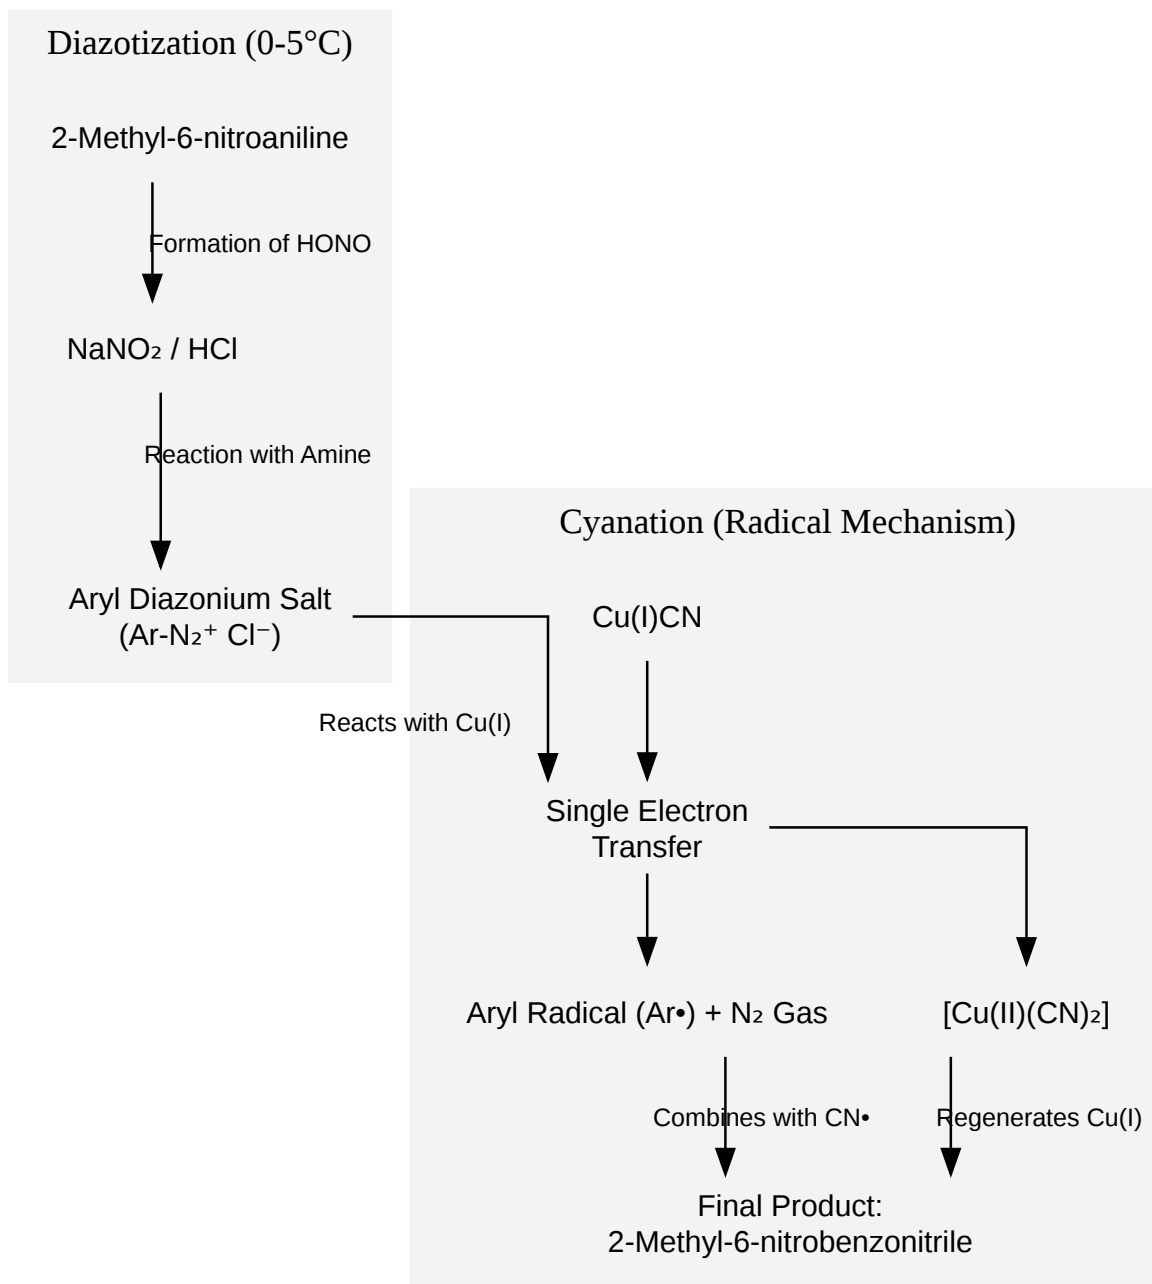 Diazotization (0-5°C)
2-Methyl-6-nitroaniline
Formation of HONO
NaNO₂ / HCl
Reaction with Amine
Aryl Diazonium Salt
(Ar-N₂⁺ Cl⁻)
Cyanation (Radical Mechanism)
Cu(I)CN
Reacts with Cu(I)
Single Electron
Transfer
Aryl Radical (Ar•) + N₂ Gas
[Cu(II)(CN)₂]
Combines with CN•
Regenerates Cu(I)
Final Product:
2-Methyl-6-nitrobenzonitrile